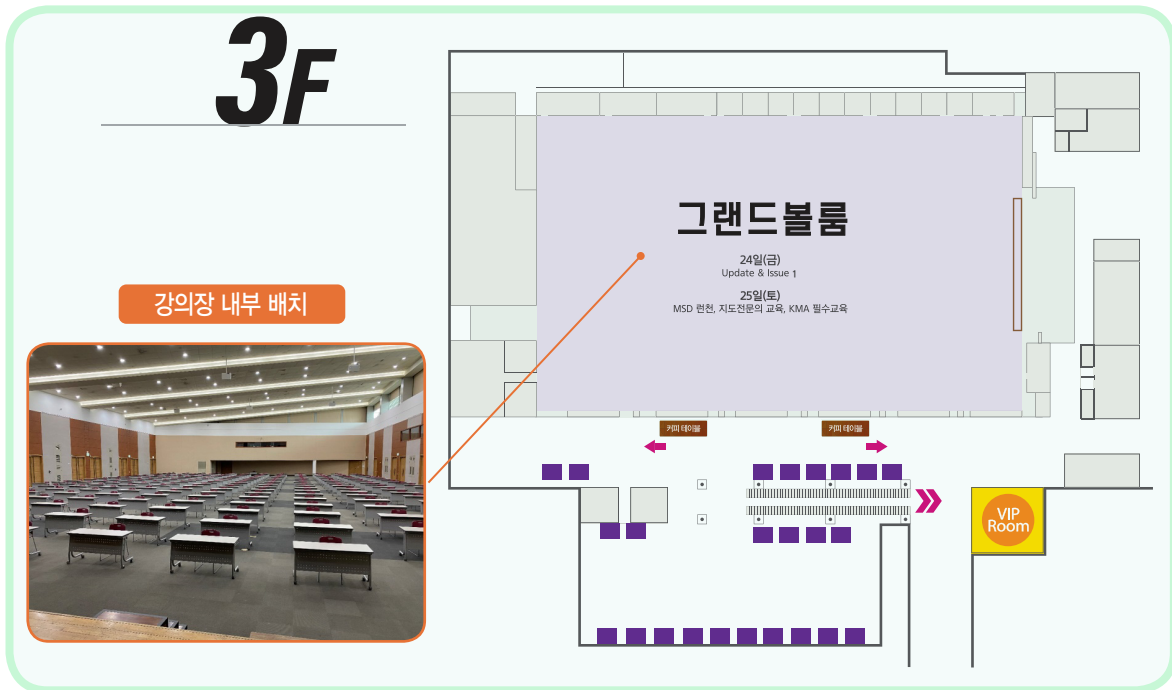 3F
그랜드볼룸
24일(금)
Update & Issue 1
25일(토)
MSD 런천, 지도전문의 교육, KMA 필수교육
강의장 내부 배치
커피 테이블
커피 테이블
VIP
Room